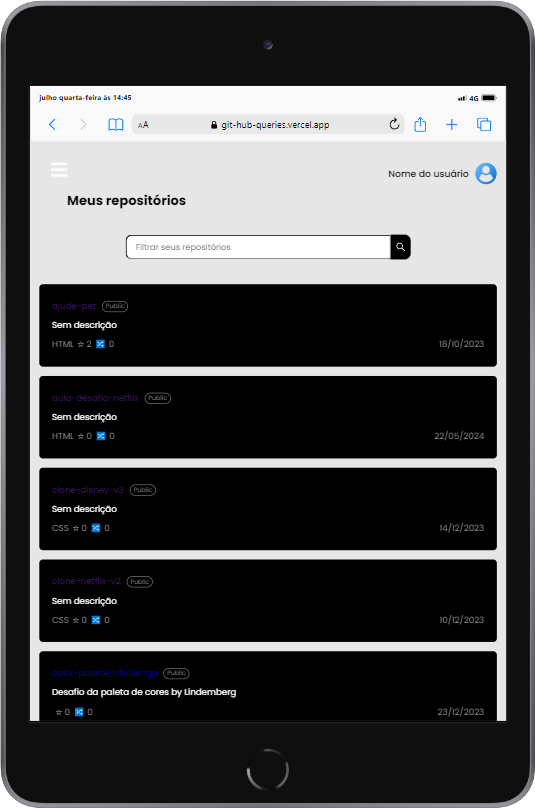 julho quarta-feira ás 14:45
4G
AA
git-hub-queries.vercel.app
Nome do usuário
Meus repositórios
Filtrar seus repositórios
ajude-pet Public
Sem descrição
HTML ☆ 2 🔀 0 18/10/2023
aula-desafio-netflix Public
Sem descrição
HTML ☆ 0 🔀 0 22/05/2024
clone-disney-v3 Public
Sem descrição
CSS ☆ 0 🔀 0 14/12/2023
clone-netflix-v2 Public
Sem descrição
CSS ☆ 0 🔀 0 10/12/2023
color-palette-challenge Public
Desafio da paleta de cores by Lindemberg
☆ 0 🔀 0 23/12/2023